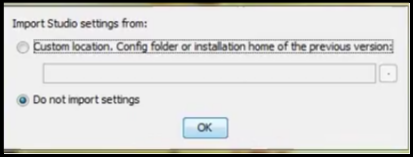 Import Studio settings from:
Custom location. Config folder or installation home of the previous version:
Do not import settings
OK